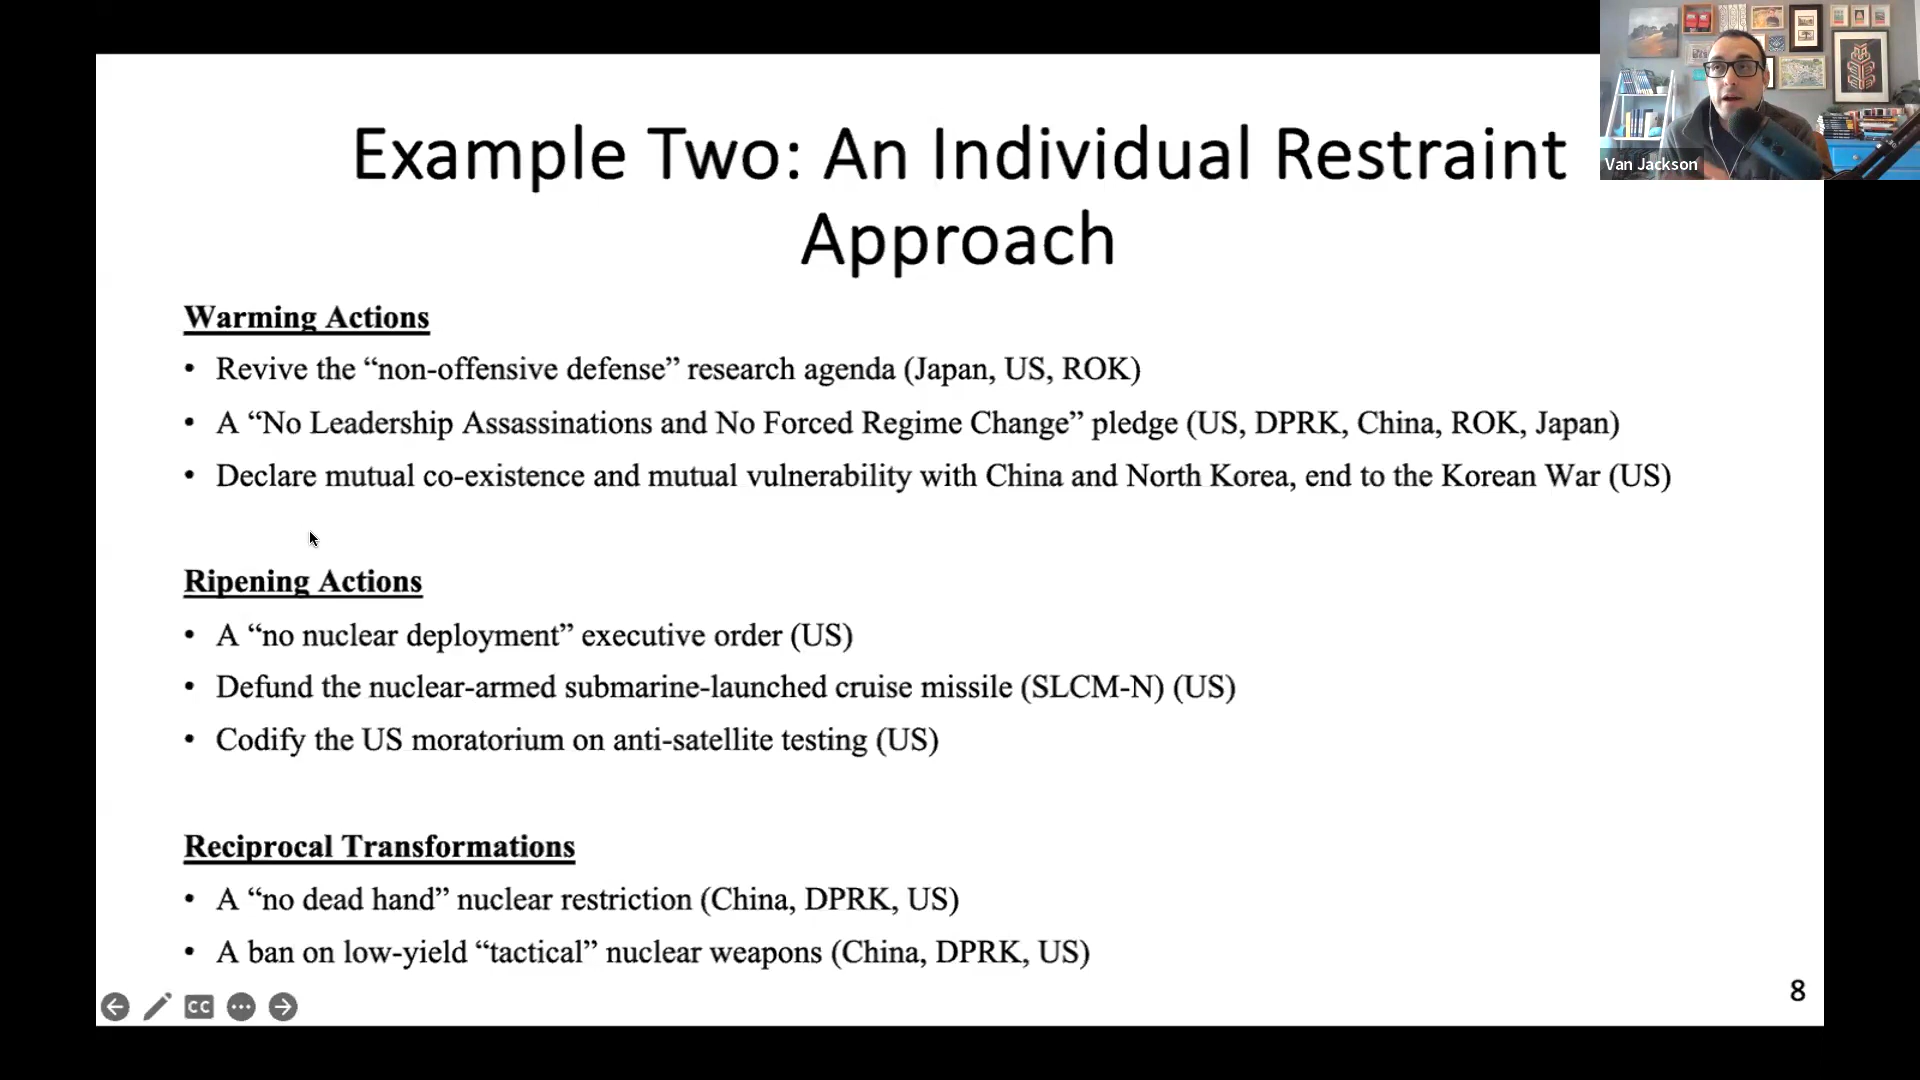 Example Two: An Individual Restraint
Approach
Van Jackson
Warming Actions
• Revive the “non-offensive defense” research agenda (Japan, US, ROK)
• A “No Leadership Assassinations and No Forced Regime Change” pledge (US, DPRK, China, ROK, Japan)
• Declare mutual co-existence and mutual vulnerability with China and North Korea, end to the Korean War (US)
Ripening Actions
• A “no nuclear deployment” executive order (US)
• Defund the nuclear-armed submarine-launched cruise missile (SLCM-N) (US)
• Codify the US moratorium on anti-satellite testing (US)
Reciprocal Transformations
• A “no dead hand” nuclear restriction (China, DPRK, US)
• A ban on low-yield “tactical” nuclear weapons (China, DPRK, US)
CC
8